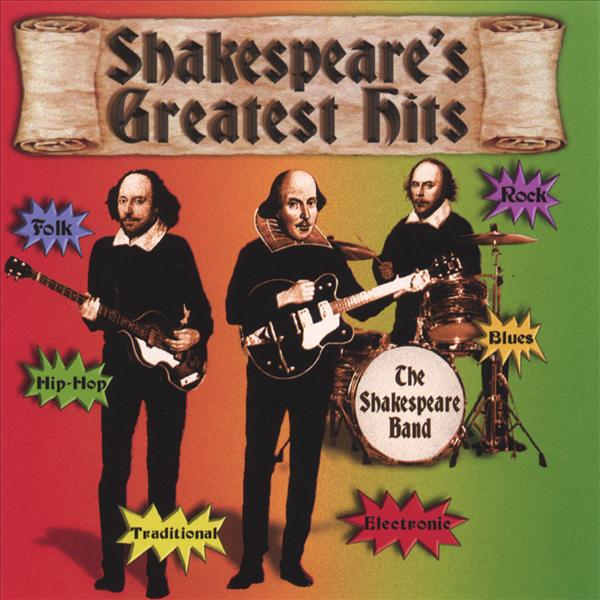 Shakespeare's
Greatest Hits
Folk
Rock
Hip-Hop
Blues
The
Shakespeare
Band
Traditional
Electronic